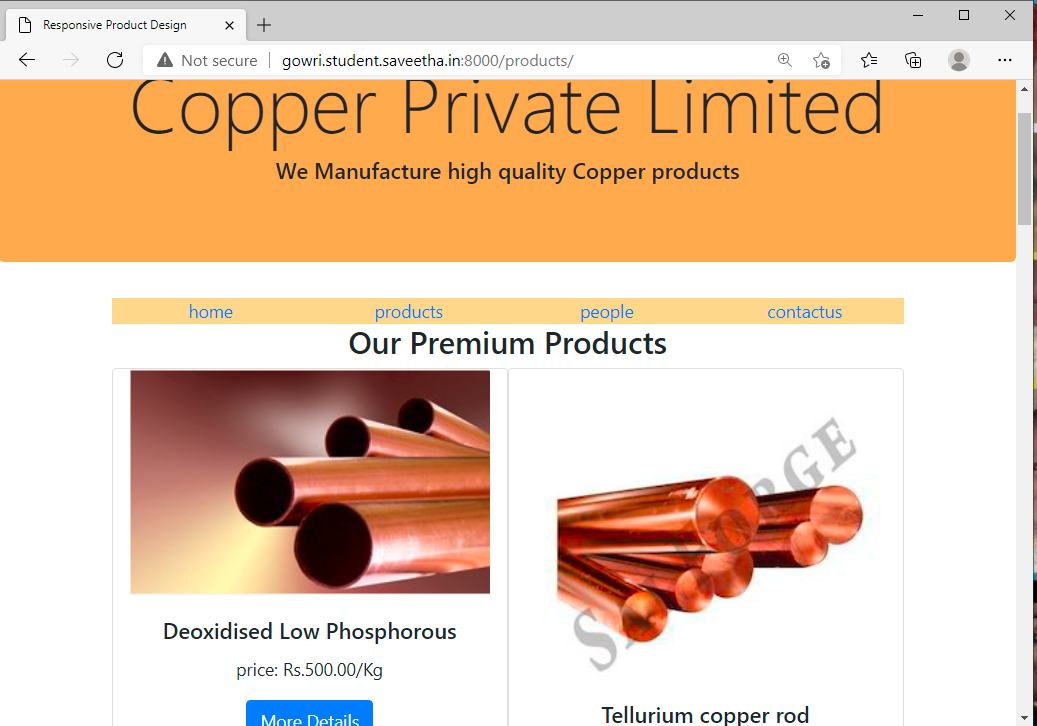 Responsive Product Design
Not secure
gowri.student.saveetha.in:8000/products/
Copper Private Limited
We Manufacture high quality Copper products
home products people contactus
Our Premium Products
Deoxidised Low Phosphorous
price: Rs.500.00/Kg
More Details
Tellurium copper rod